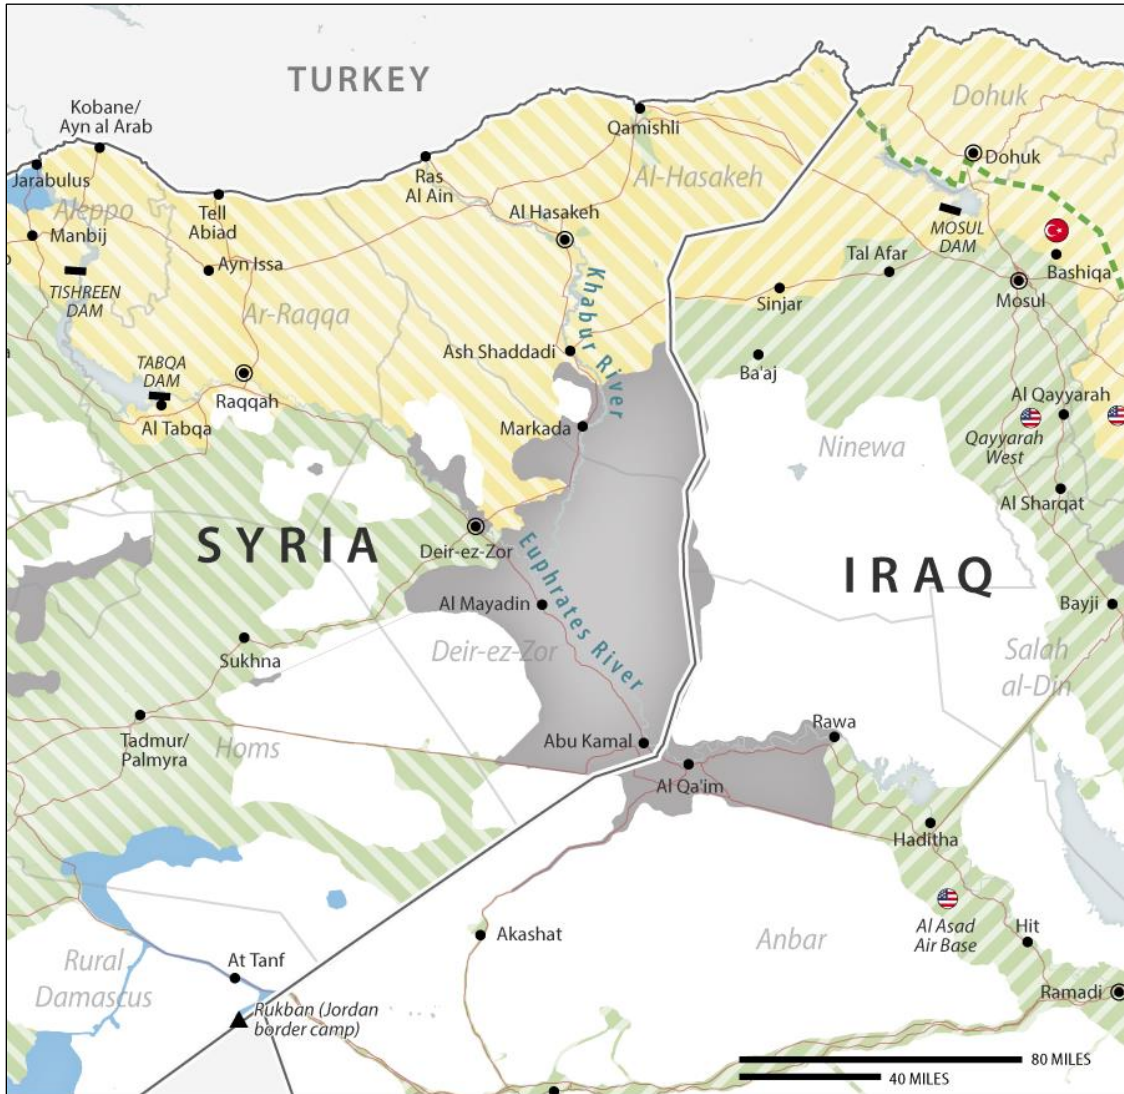 TURKEY
Dohuk
Kobane/
Ayn al Arab
Qamishli
Jarabulus
Ras
Al Ain
Al-Hasakeh
Dohuk
Aleppo
Tell
Abiad
Al Hasakeh
MOSUL
DAM
Manbij
Ayn Issa
Tal Afar
Bashiqa
TISHREEN
DAM
Khabur River
Sinjar
Mosul
Ar-Raqqa
Ash Shaddadi
Ba'aj
TABQA
DAM
Raqqah
Al Qayyarah
Al Tabqa
Markada
Ninewa
Qayyarah
West
Al Sharqat
SYRIA
Deir-ez-Zor
Euphrates River
IRAQ
Al Mayadin
Bayji
Sukhna
Deir-ez-Zor
Salah
al-Din
Tadmur/
Palmyra
Homs
Abu Kamal
Rawa
Al Qa'im
Haditha
Akashat
Anbar
Al Asad
Air Base
Hit
Rural
Damascus
At Tanf
Ramadi
Rukban (Jordan
border camp)
80 MILES
40 MILES